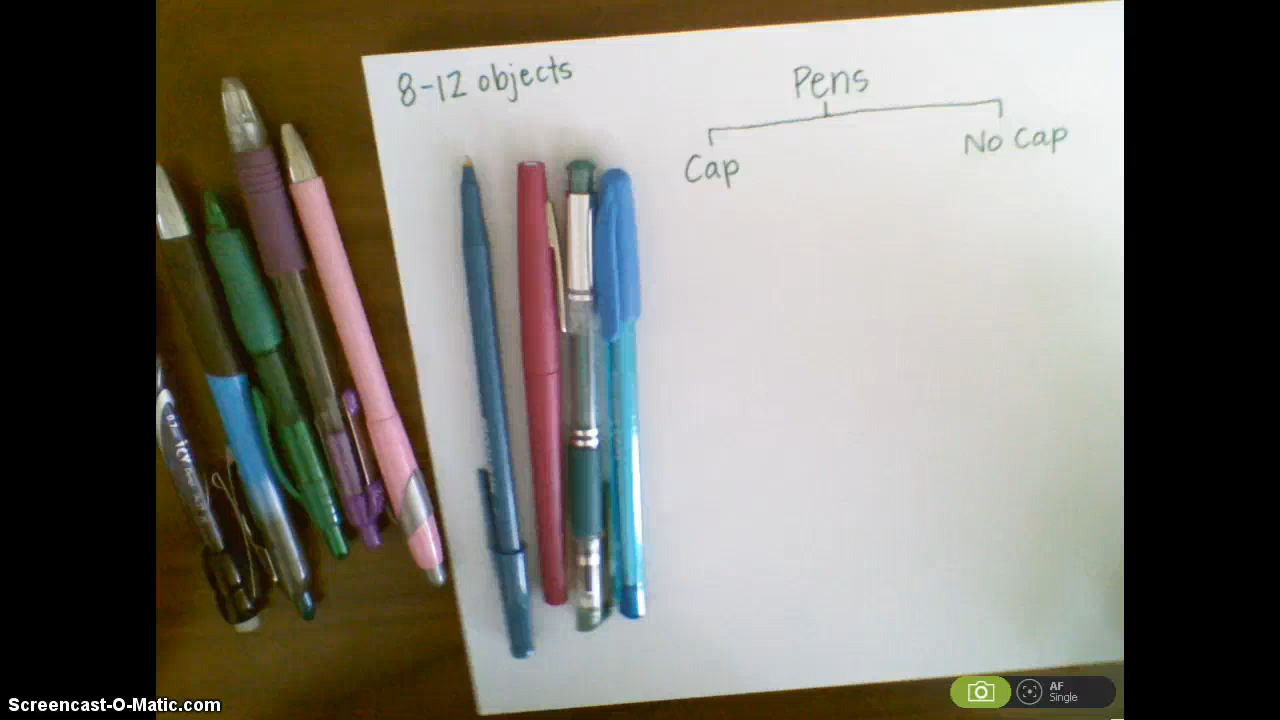 8-12 objects
Pens
Cap
No Cap
AF
Single
Screencast-O-Matic.com